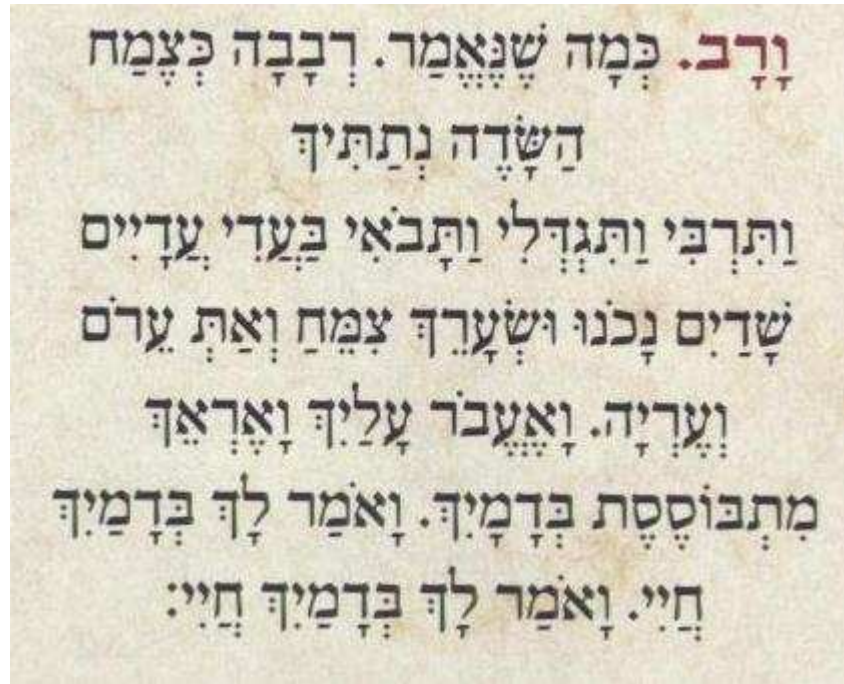 וָרָב. כְּמָה שֶׁנֶּאֱמַר. רְבָבָה כְּצֶמַח
הַשָּׂדֶה נְתַתִּיךְ
וַתִּרְבִּי וַתִּגְדְּלִי וַתָּבֹאִי בַּעֲדִי עֲדָיִים
שָׁדַיִם נָכֹנוּ וּשְׂעָרֵךְ צִמֵּחַ וְאַתְּ עֵרֹם
וְעֶרְיָה. וָאֶעֱבֹר עָלַיִךְ וָאֶרְאֵךְ
מִתְבּוֹסֶסֶת בְּדָמָיִךְ. וָאֹמַר לָךְ בְּדָמַיִךְ
חֲיִי. וָאֹמַר לָךְ בְּדָמַיִךְ חֲיִי: